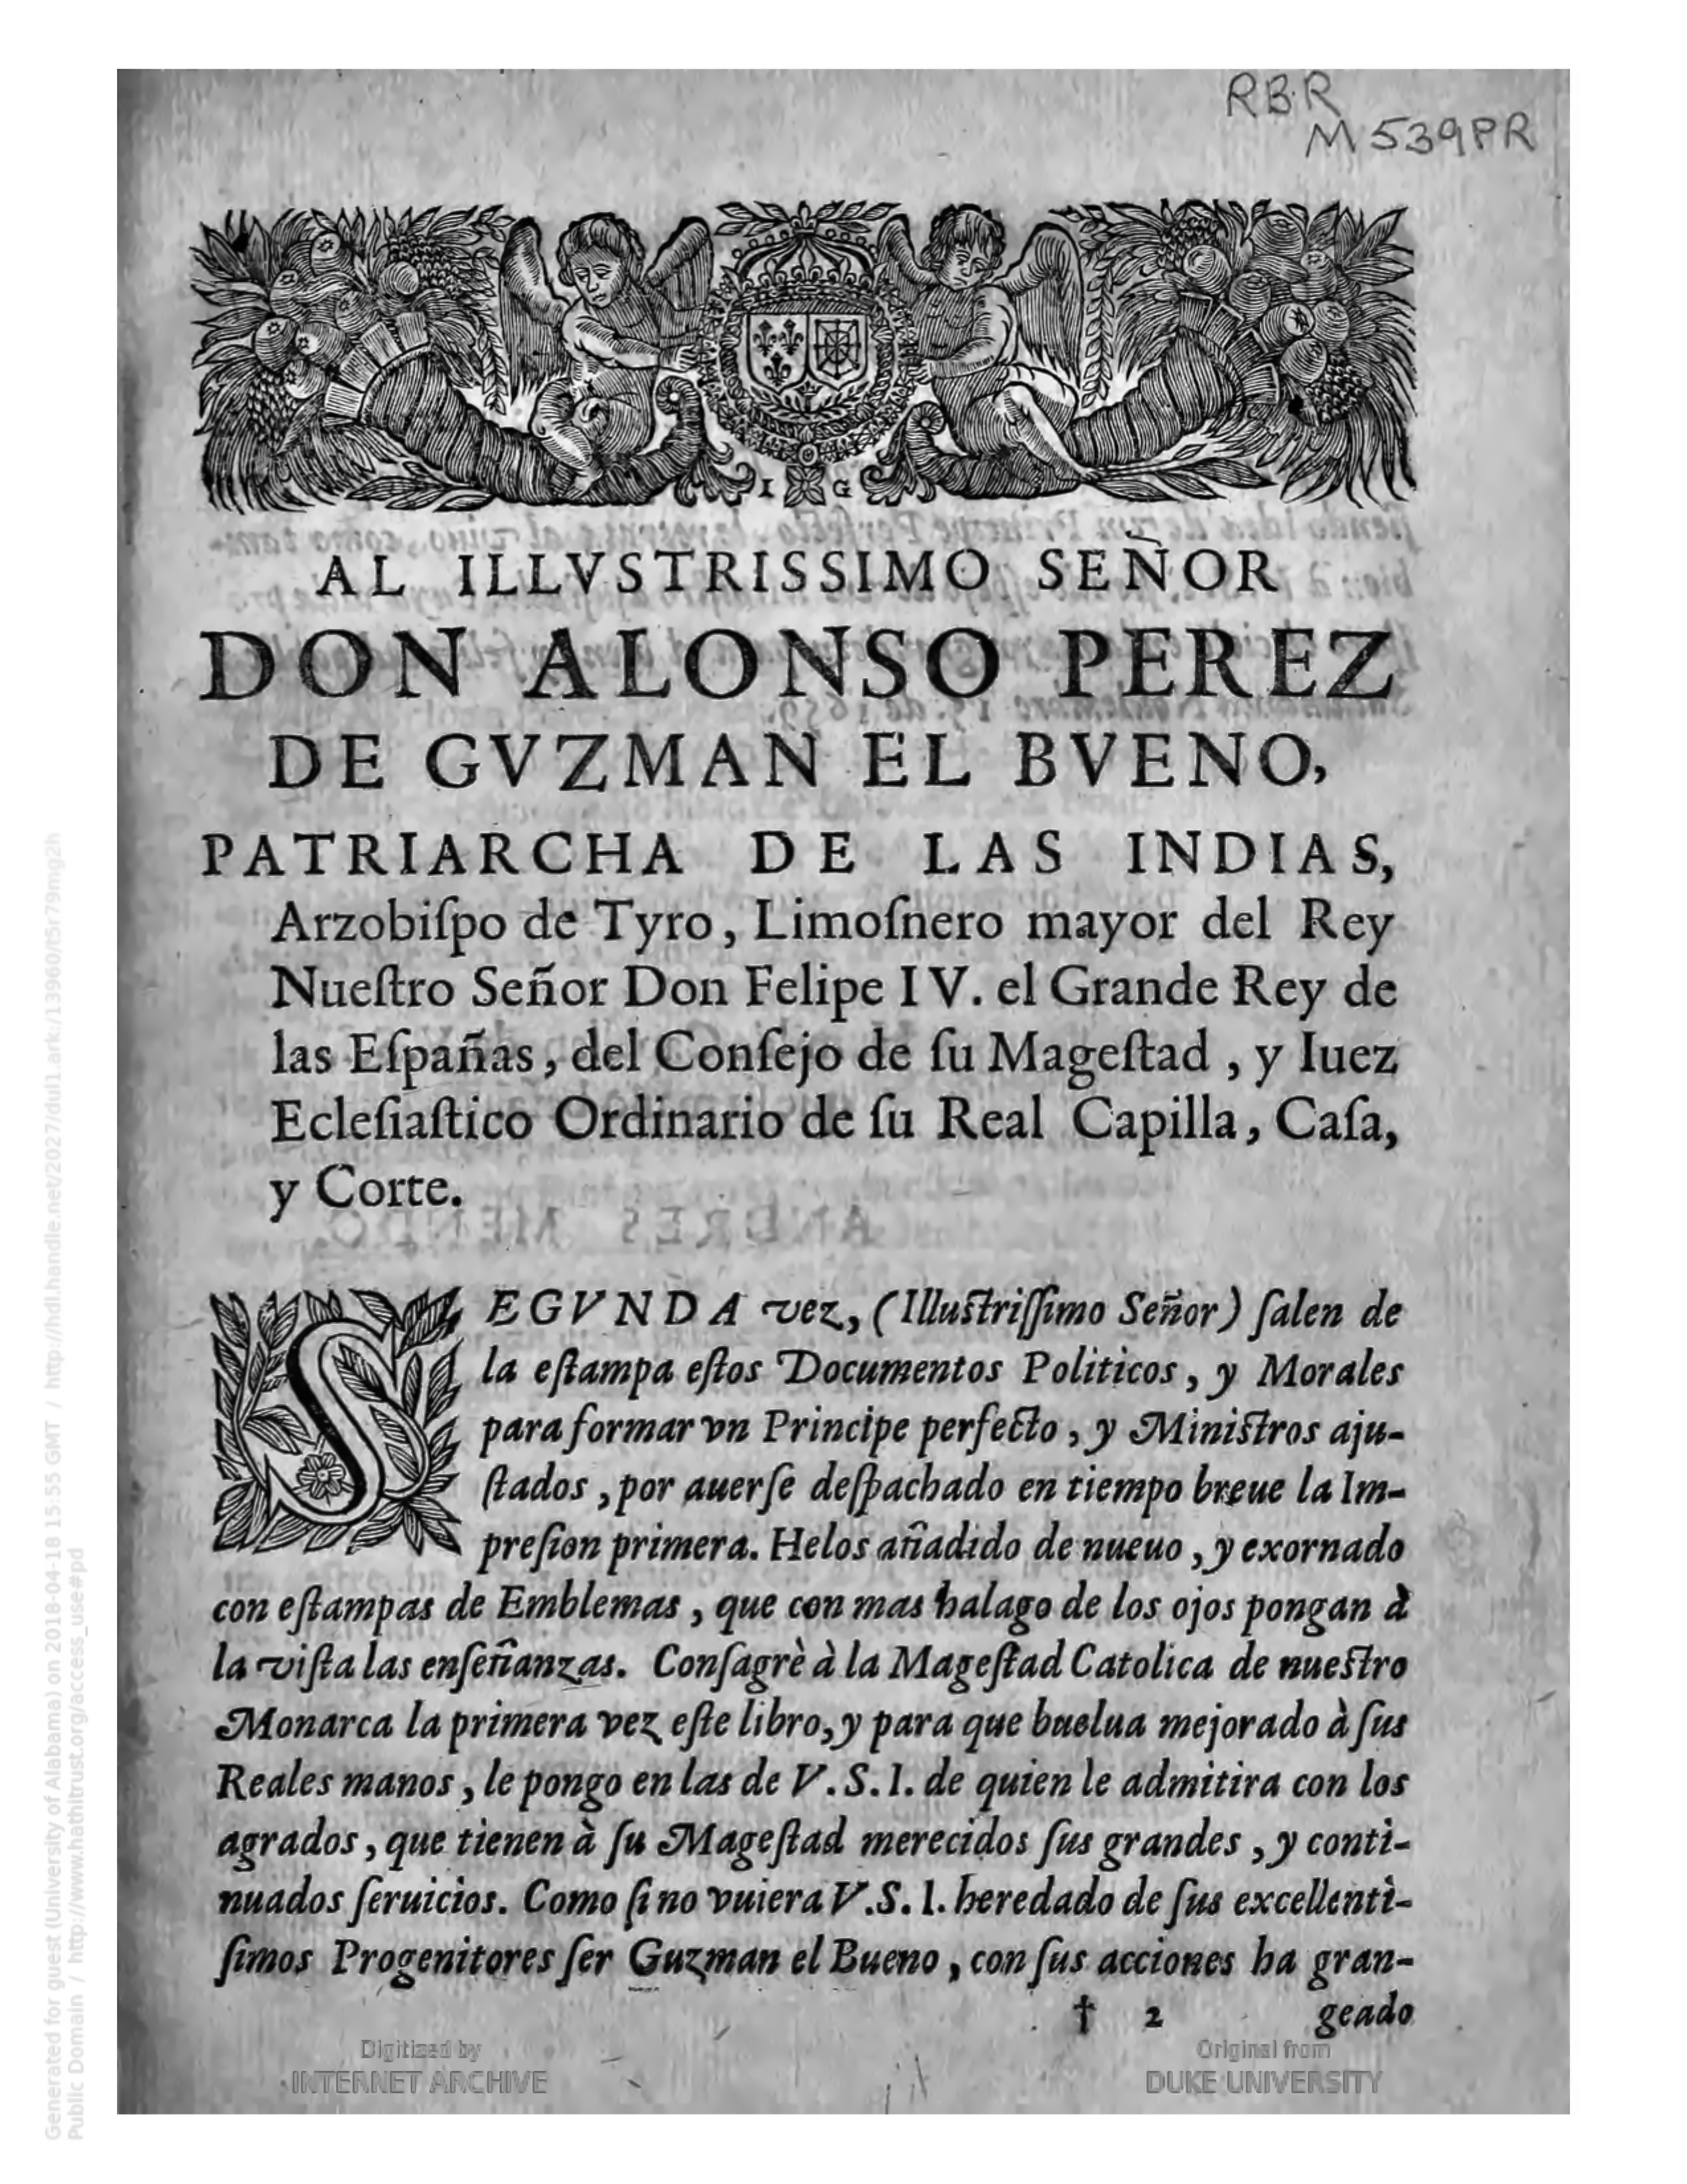 RBR
M539PR
I G
AL ILLVSTRISSIMO SEÑOR
DON ALONSO PEREZ
DE GVZMAN EL BVENO,
PATRIARCHA DE LAS INDIAS,
Arzobiſpo de Tyro, Limoſnero mayor del Rey
Nueſtro Señor Don Felipe IV. el Grande Rey de
las Eſpañas, del Conſejo de ſu Mageſtad, y Iuez
Ecleſiaſtico Ordinario de ſu Real Capilla, Caſa,
y Corte.
SEGVNDA vez, (Illuſtriſſimo Señor) ſalen de
la eſtampa eſtos Documentos Politicos, y Morales
para formar vn Principe perfecto, y Miniſtros aju-
ſtados, por auerſe deſpachado en tiempo breue la Im-
preſion primera. Helos añadido de nueuo, y exornado
con eſtampas de Emblemas, que con mas halago de los ojos pongan à
la viſta las enſeñanzas. Conſagrè à la Mageſtad Catolica de nueſtro
Monarca la primera vez eſte libro, y para que buelua mejorado à ſus
Reales manos, le pongo en las de V.S.I. de quien le admitira con los
agrados, que tienen à ſu Mageſtad merecidos ſus grandes, y conti-
nuados ſeruicios. Como ſi no vuiera V.S.I. heredado de ſus excellenti-
ſimos Progenitores ſer Guzman el Bueno, con ſus acciones ha gran-
† 2 geado
Digitized by
INTERNET ARCHIVE
Original from
DUKE UNIVERSITY
Generated for guest (University of Alabama) on 2018-04-18 15:55 GMT / http://hdl.handle.net/2027/dul1.ark:/13960/t5r79mg2h
Public Domain / http://www.hathitrust.org/access_use#pd